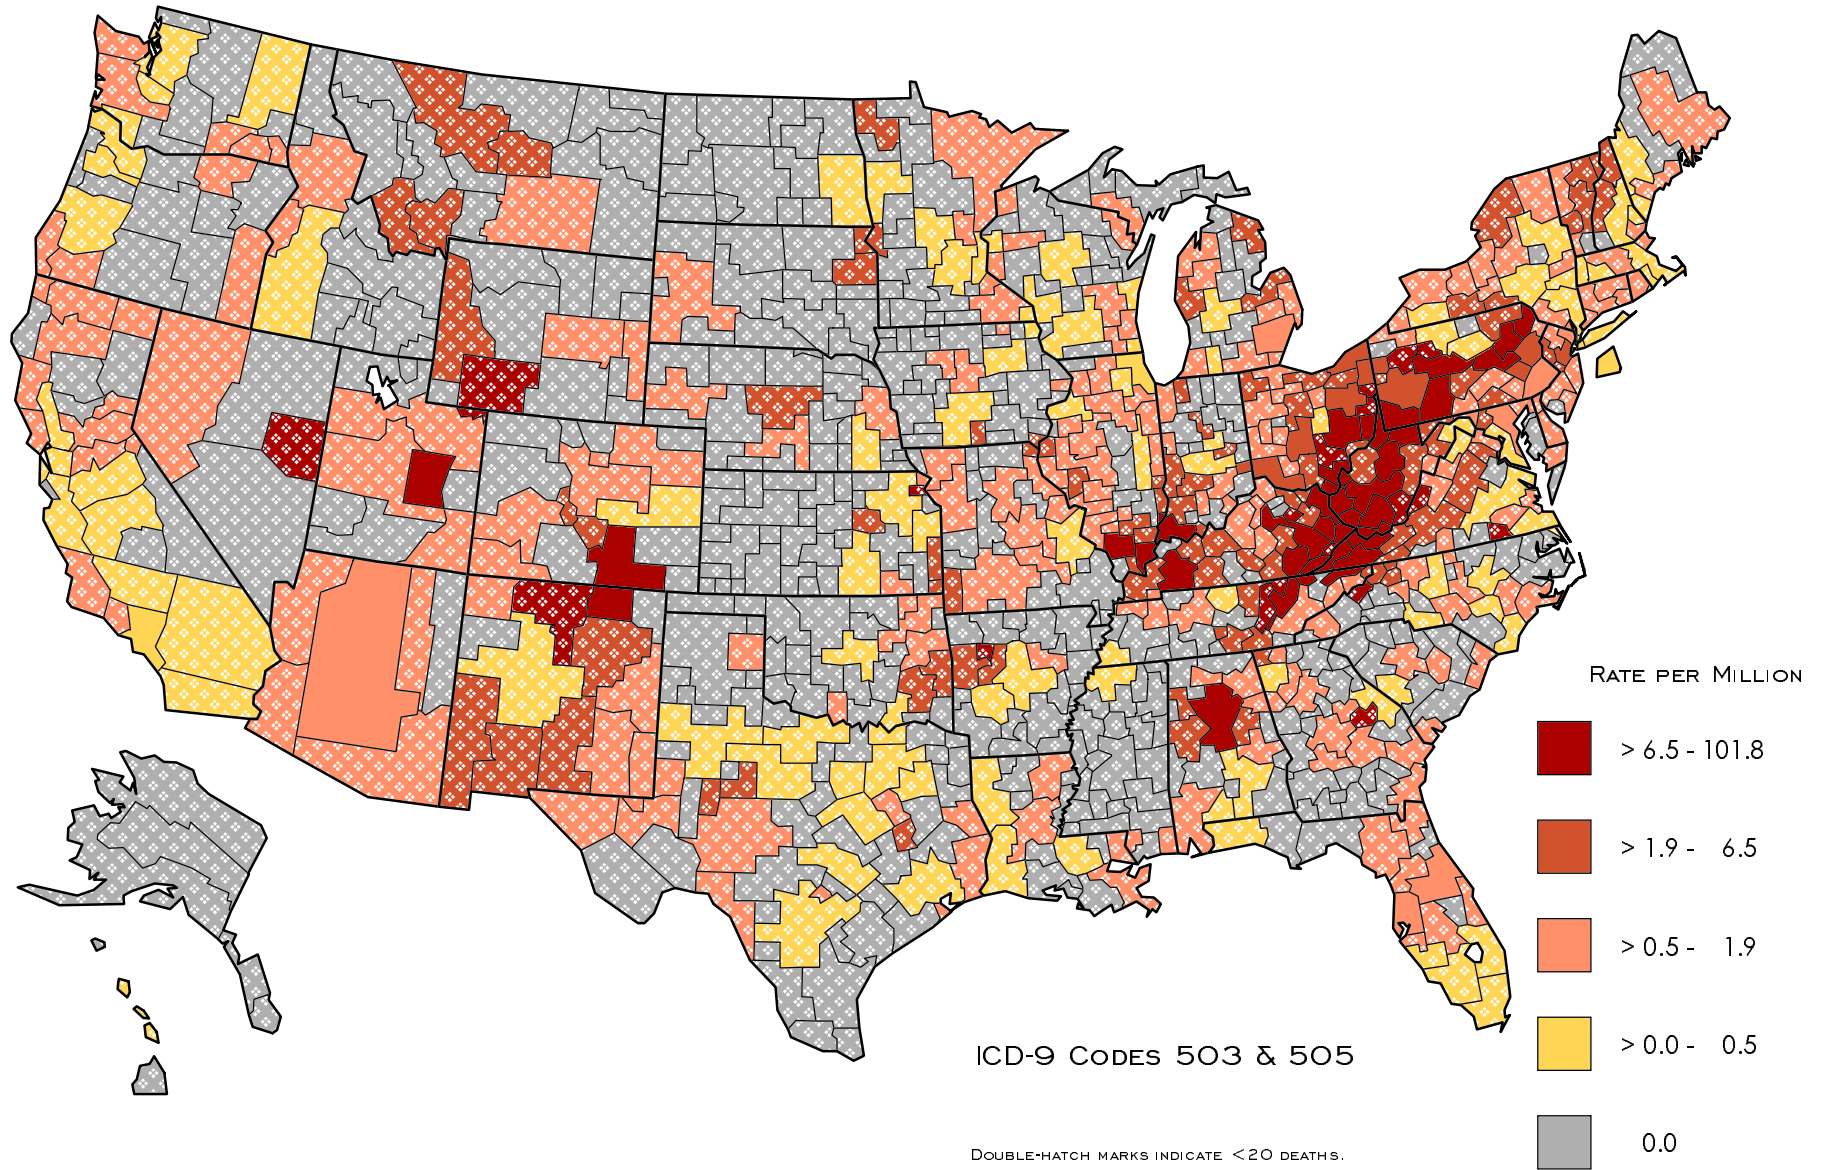 Rate per Million
> 6.5 - 101.8
> 1.9 - 6.5
> 0.5 - 1.9
> 0.0 - 0.5
0.0
ICD-9 Codes 503 & 505
Double-hatch marks indicate <20 deaths.